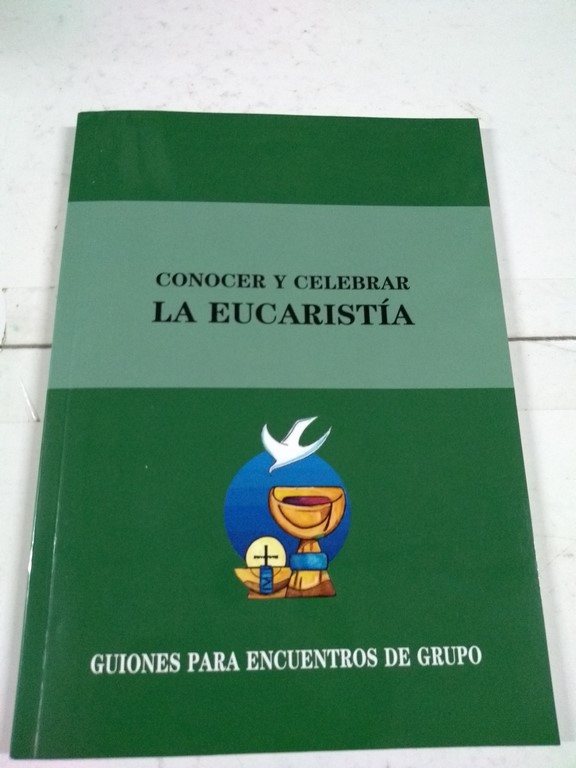 CONOCER Y CELEBRAR
LA EUCARISTÍA
GUIONES PARA ENCUENTROS DE GRUPO